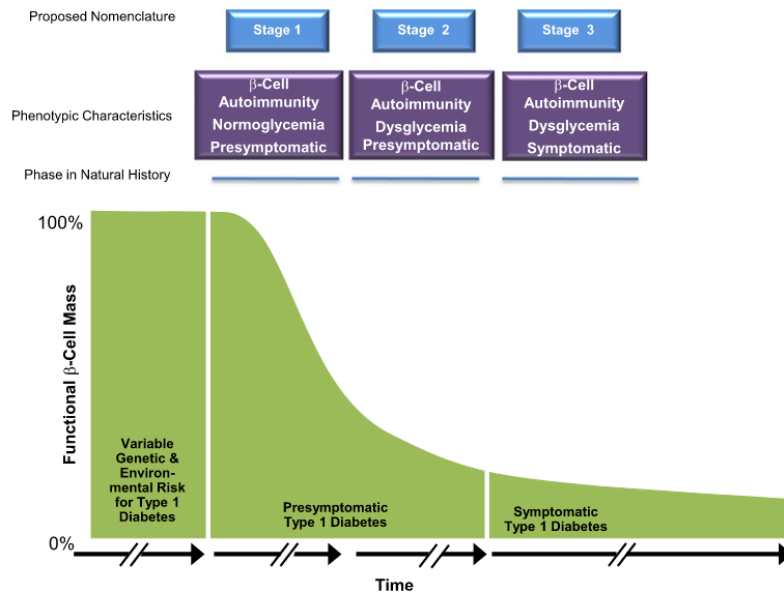 Proposed Nomenclature
Stage 1
Stage 2
Stage 3
Phenotypic Characteristics
β-Cell
Autoimmunity
Normoglycemia
Presymptomatic
β-Cell
Autoimmunity
Dysglycemia
Presymptomatic
β-Cell
Autoimmunity
Dysglycemia
Symptomatic
Phase in Natural History
100%
Functional β-Cell Mass
Variable
Genetic &
Environ-
mental Risk
for Type 1
Diabetes
Presymptomatic
Type 1 Diabetes
Symptomatic
Type 1 Diabetes
0%
Time